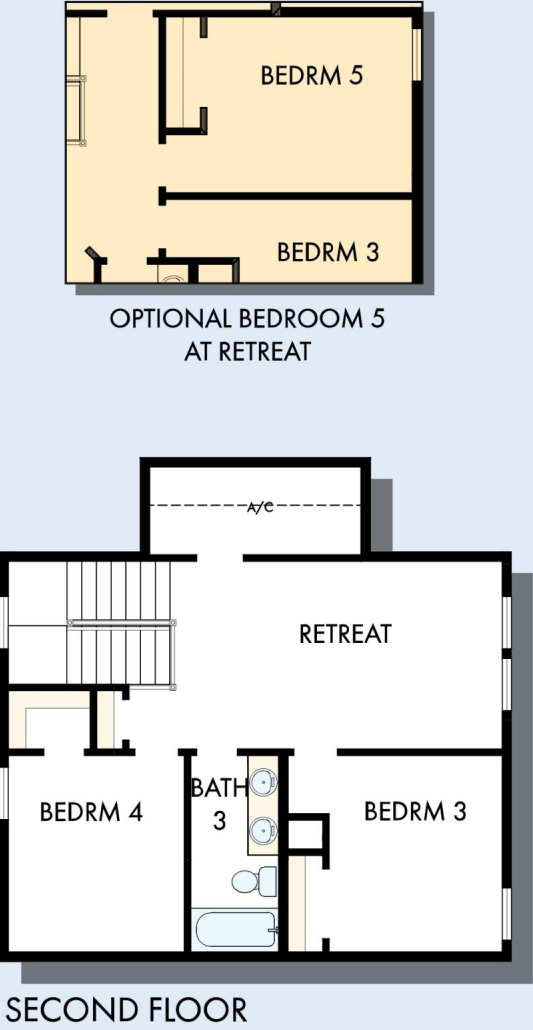 BEDRM 5
BEDRM 3
OPTIONAL BEDROOM 5
AT RETREAT
A/C
RETREAT
BATH
3
BEDRM 4
BEDRM 3
SECOND FLOOR